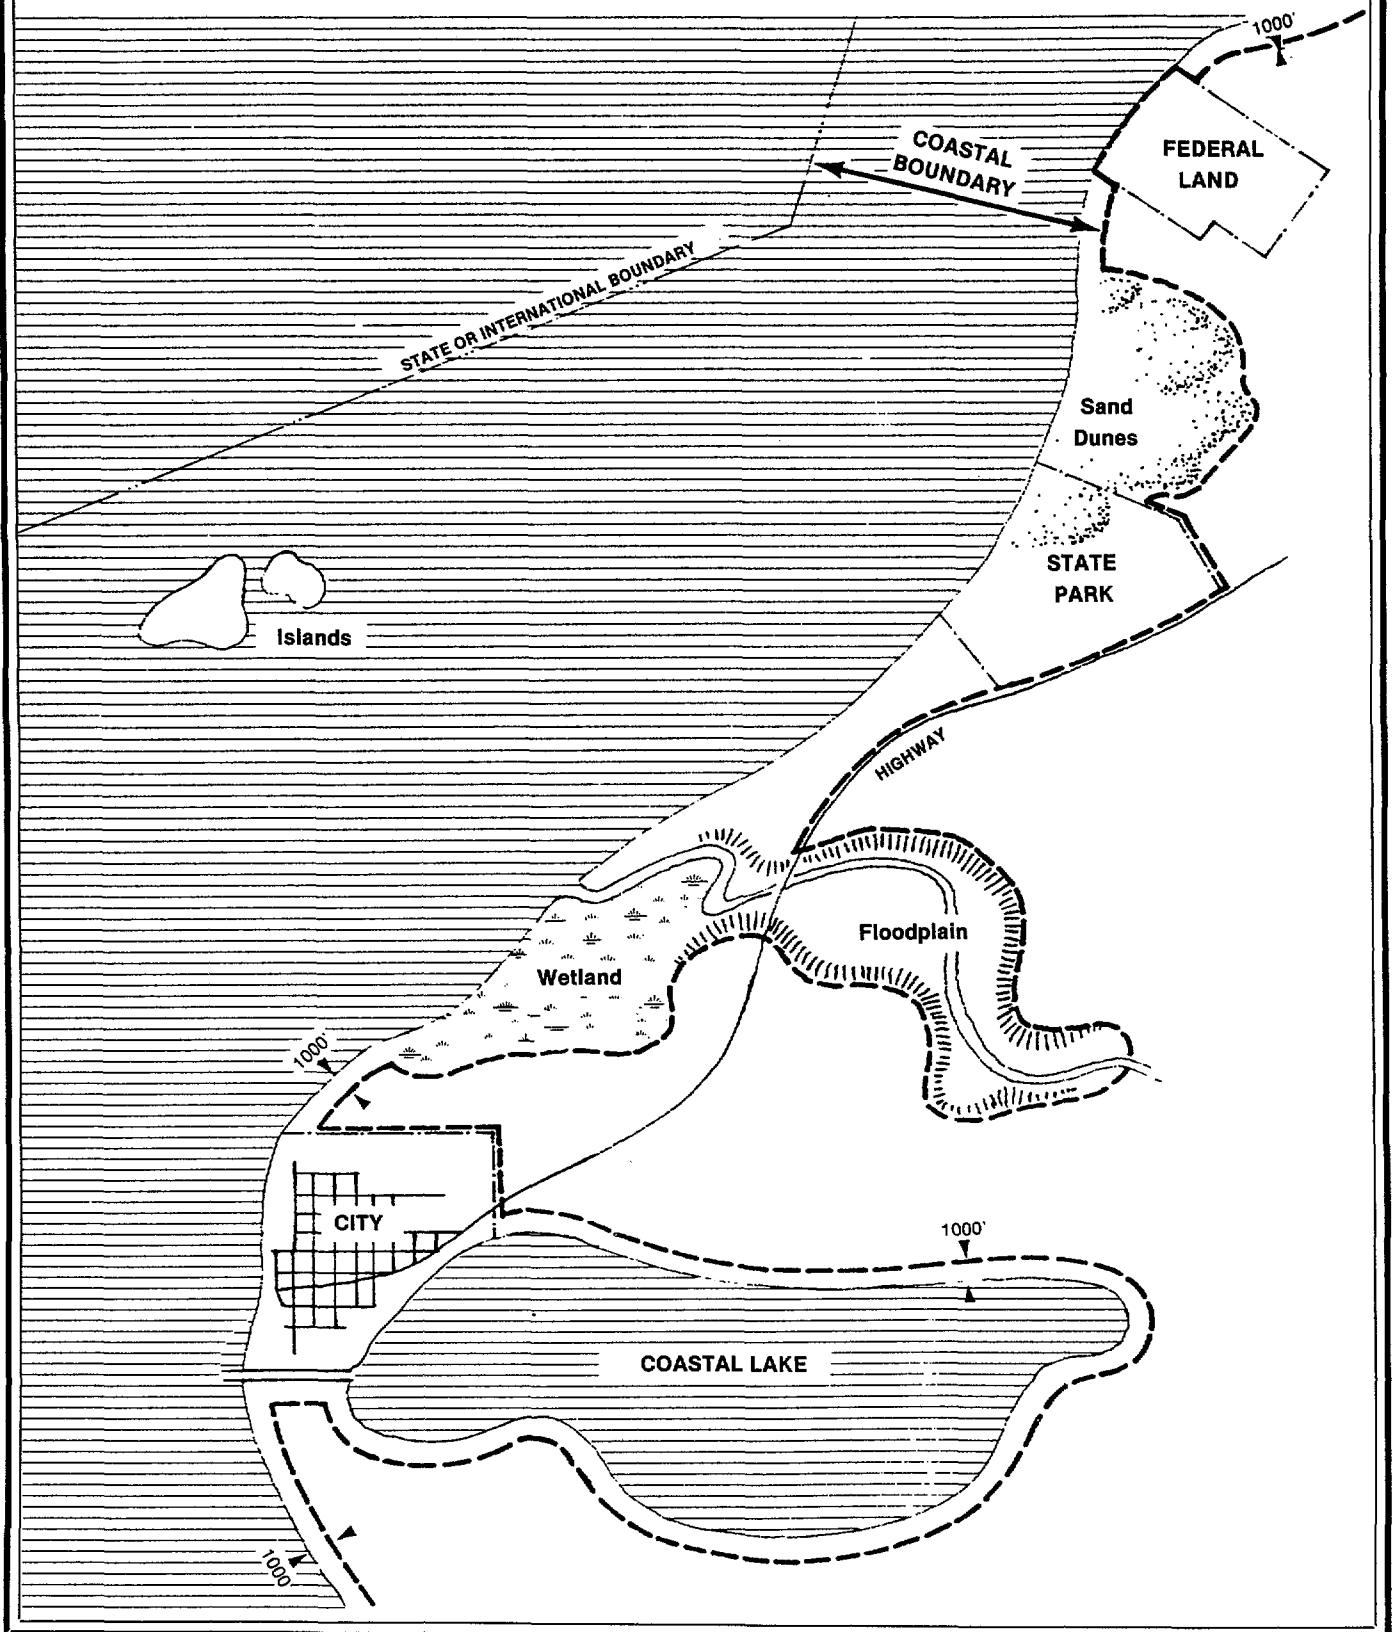 1000'
COASTAL
BOUNDARY
FEDERAL
LAND
STATE OR INTERNATIONAL BOUNDARY
Sand
Dunes
STATE
PARK
Islands
HIGHWAY
Floodplain
Wetland
1000'
CITY
1000'
COASTAL LAKE
1000'